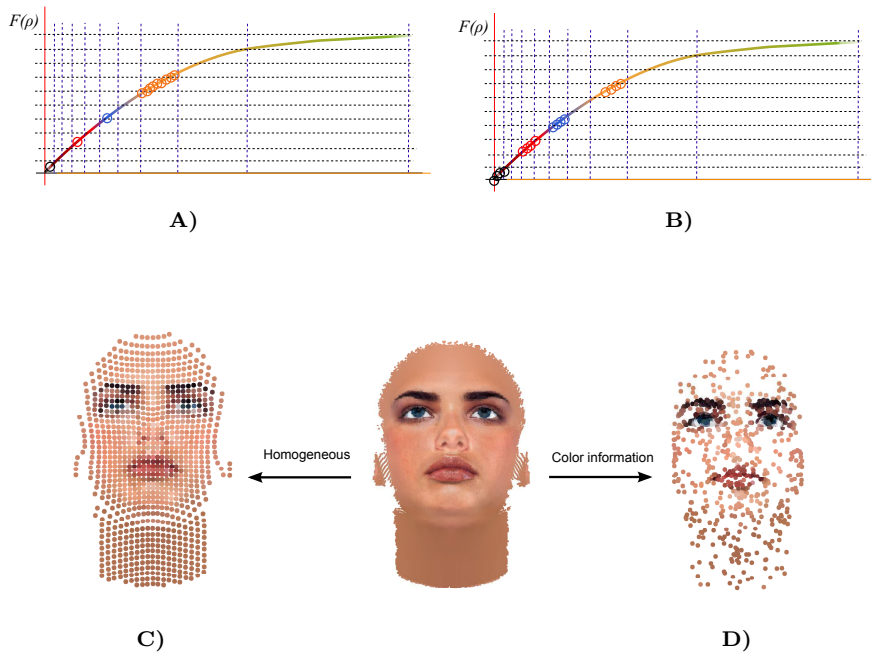 F(ρ)
F(ρ)
A)
B)
Homogeneous
Color information
C)
D)